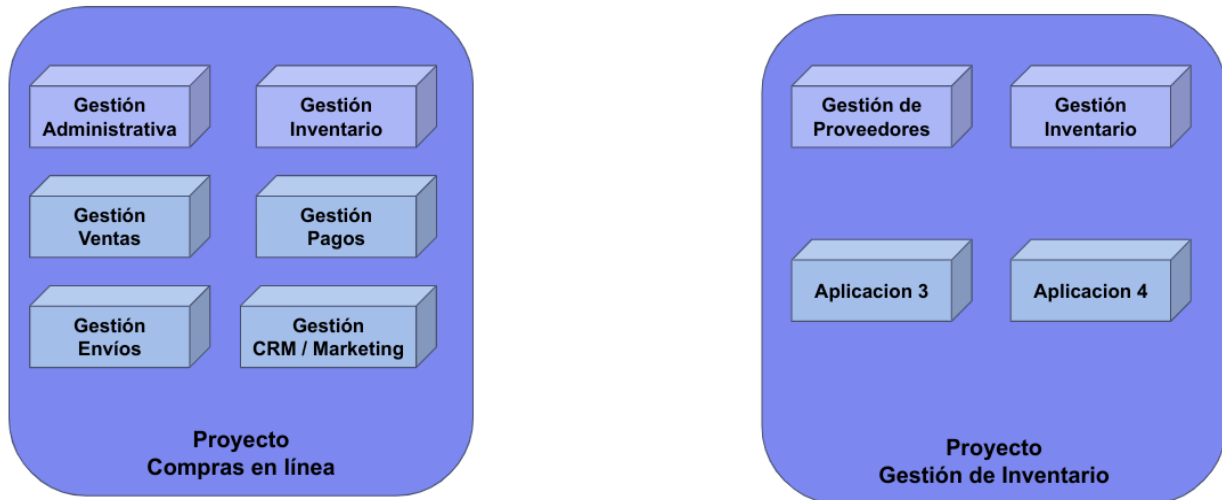 Gestión
Administrativa
Gestión
Inventario
Gestión
Ventas
Gestión
Pagos
Gestión
Envíos
Gestión
CRM / Marketing
Proyecto
Compras en línea
Gestión de
Proveedores
Gestión
Inventario
Aplicacion 3
Aplicacion 4
Proyecto
Gestión de Inventario